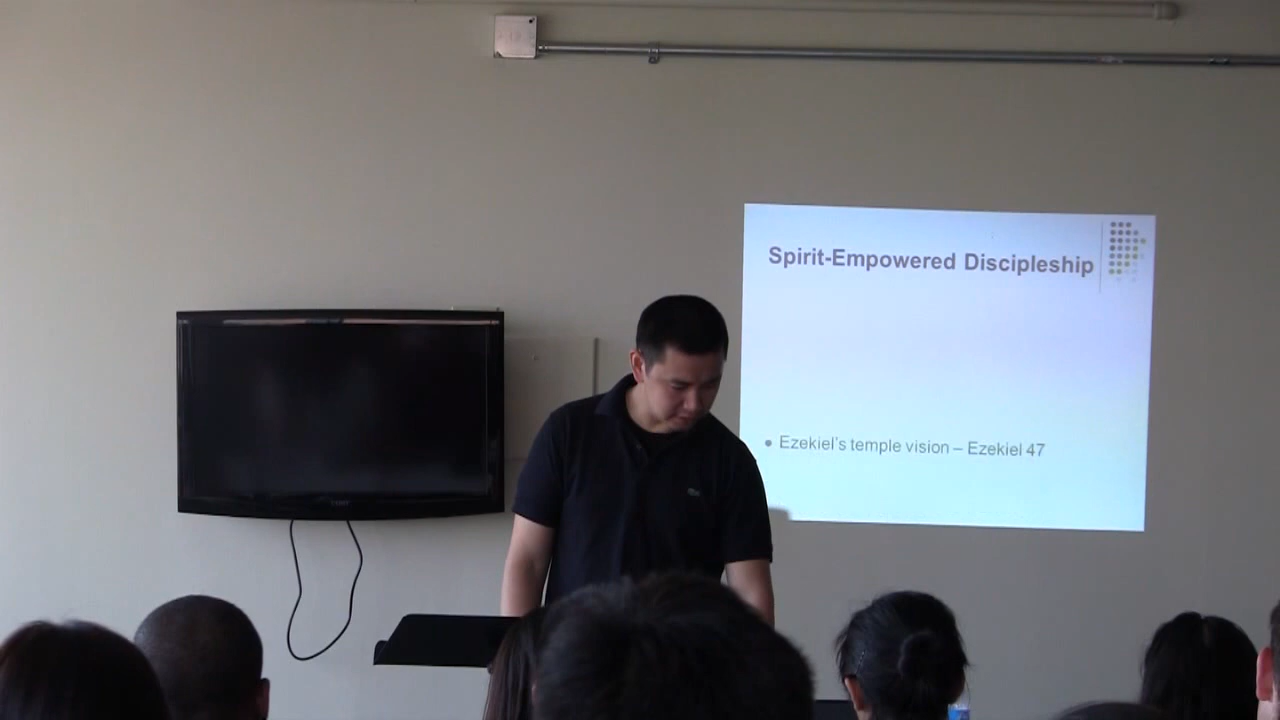 Spirit-Empowered Discipleship
Ezekiel's temple vision – Ezekiel 47